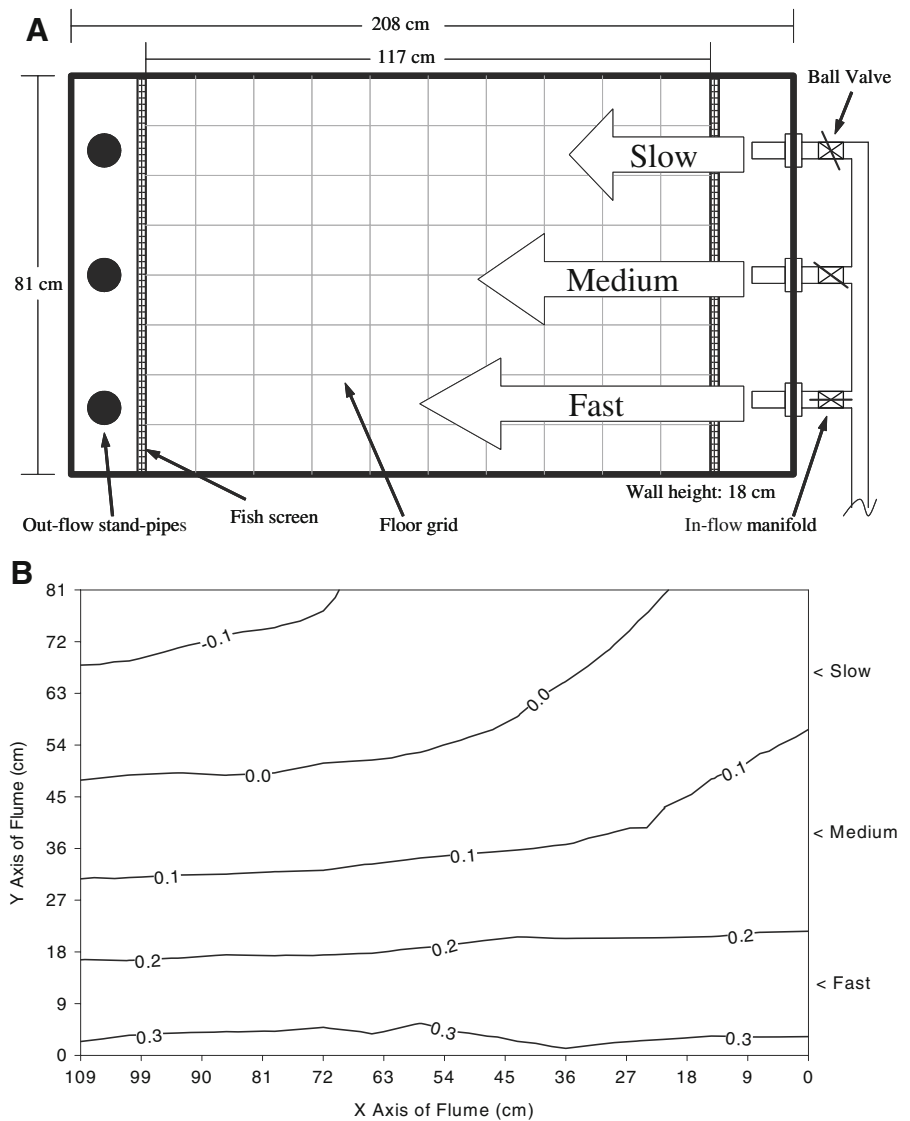 A
208 cm
117 cm
Ball Valve
Slow
Medium
81 cm
Fast
Wall height: 18 cm
Out-flow stand-pipes
Fish screen
Floor grid
In-flow manifold
B
81
72
63
54
45
36
27
18
9
0
Y Axis of Flume (cm)
-0.1
0.0
0.0
0.1
0.1
0.1
0.2
0.2
0.2
0.3
0.3
0.3
< Slow
< Medium
< Fast
109 99 90 81 72 63 54 45 36 27 18 9 0
X Axis of Flume (cm)